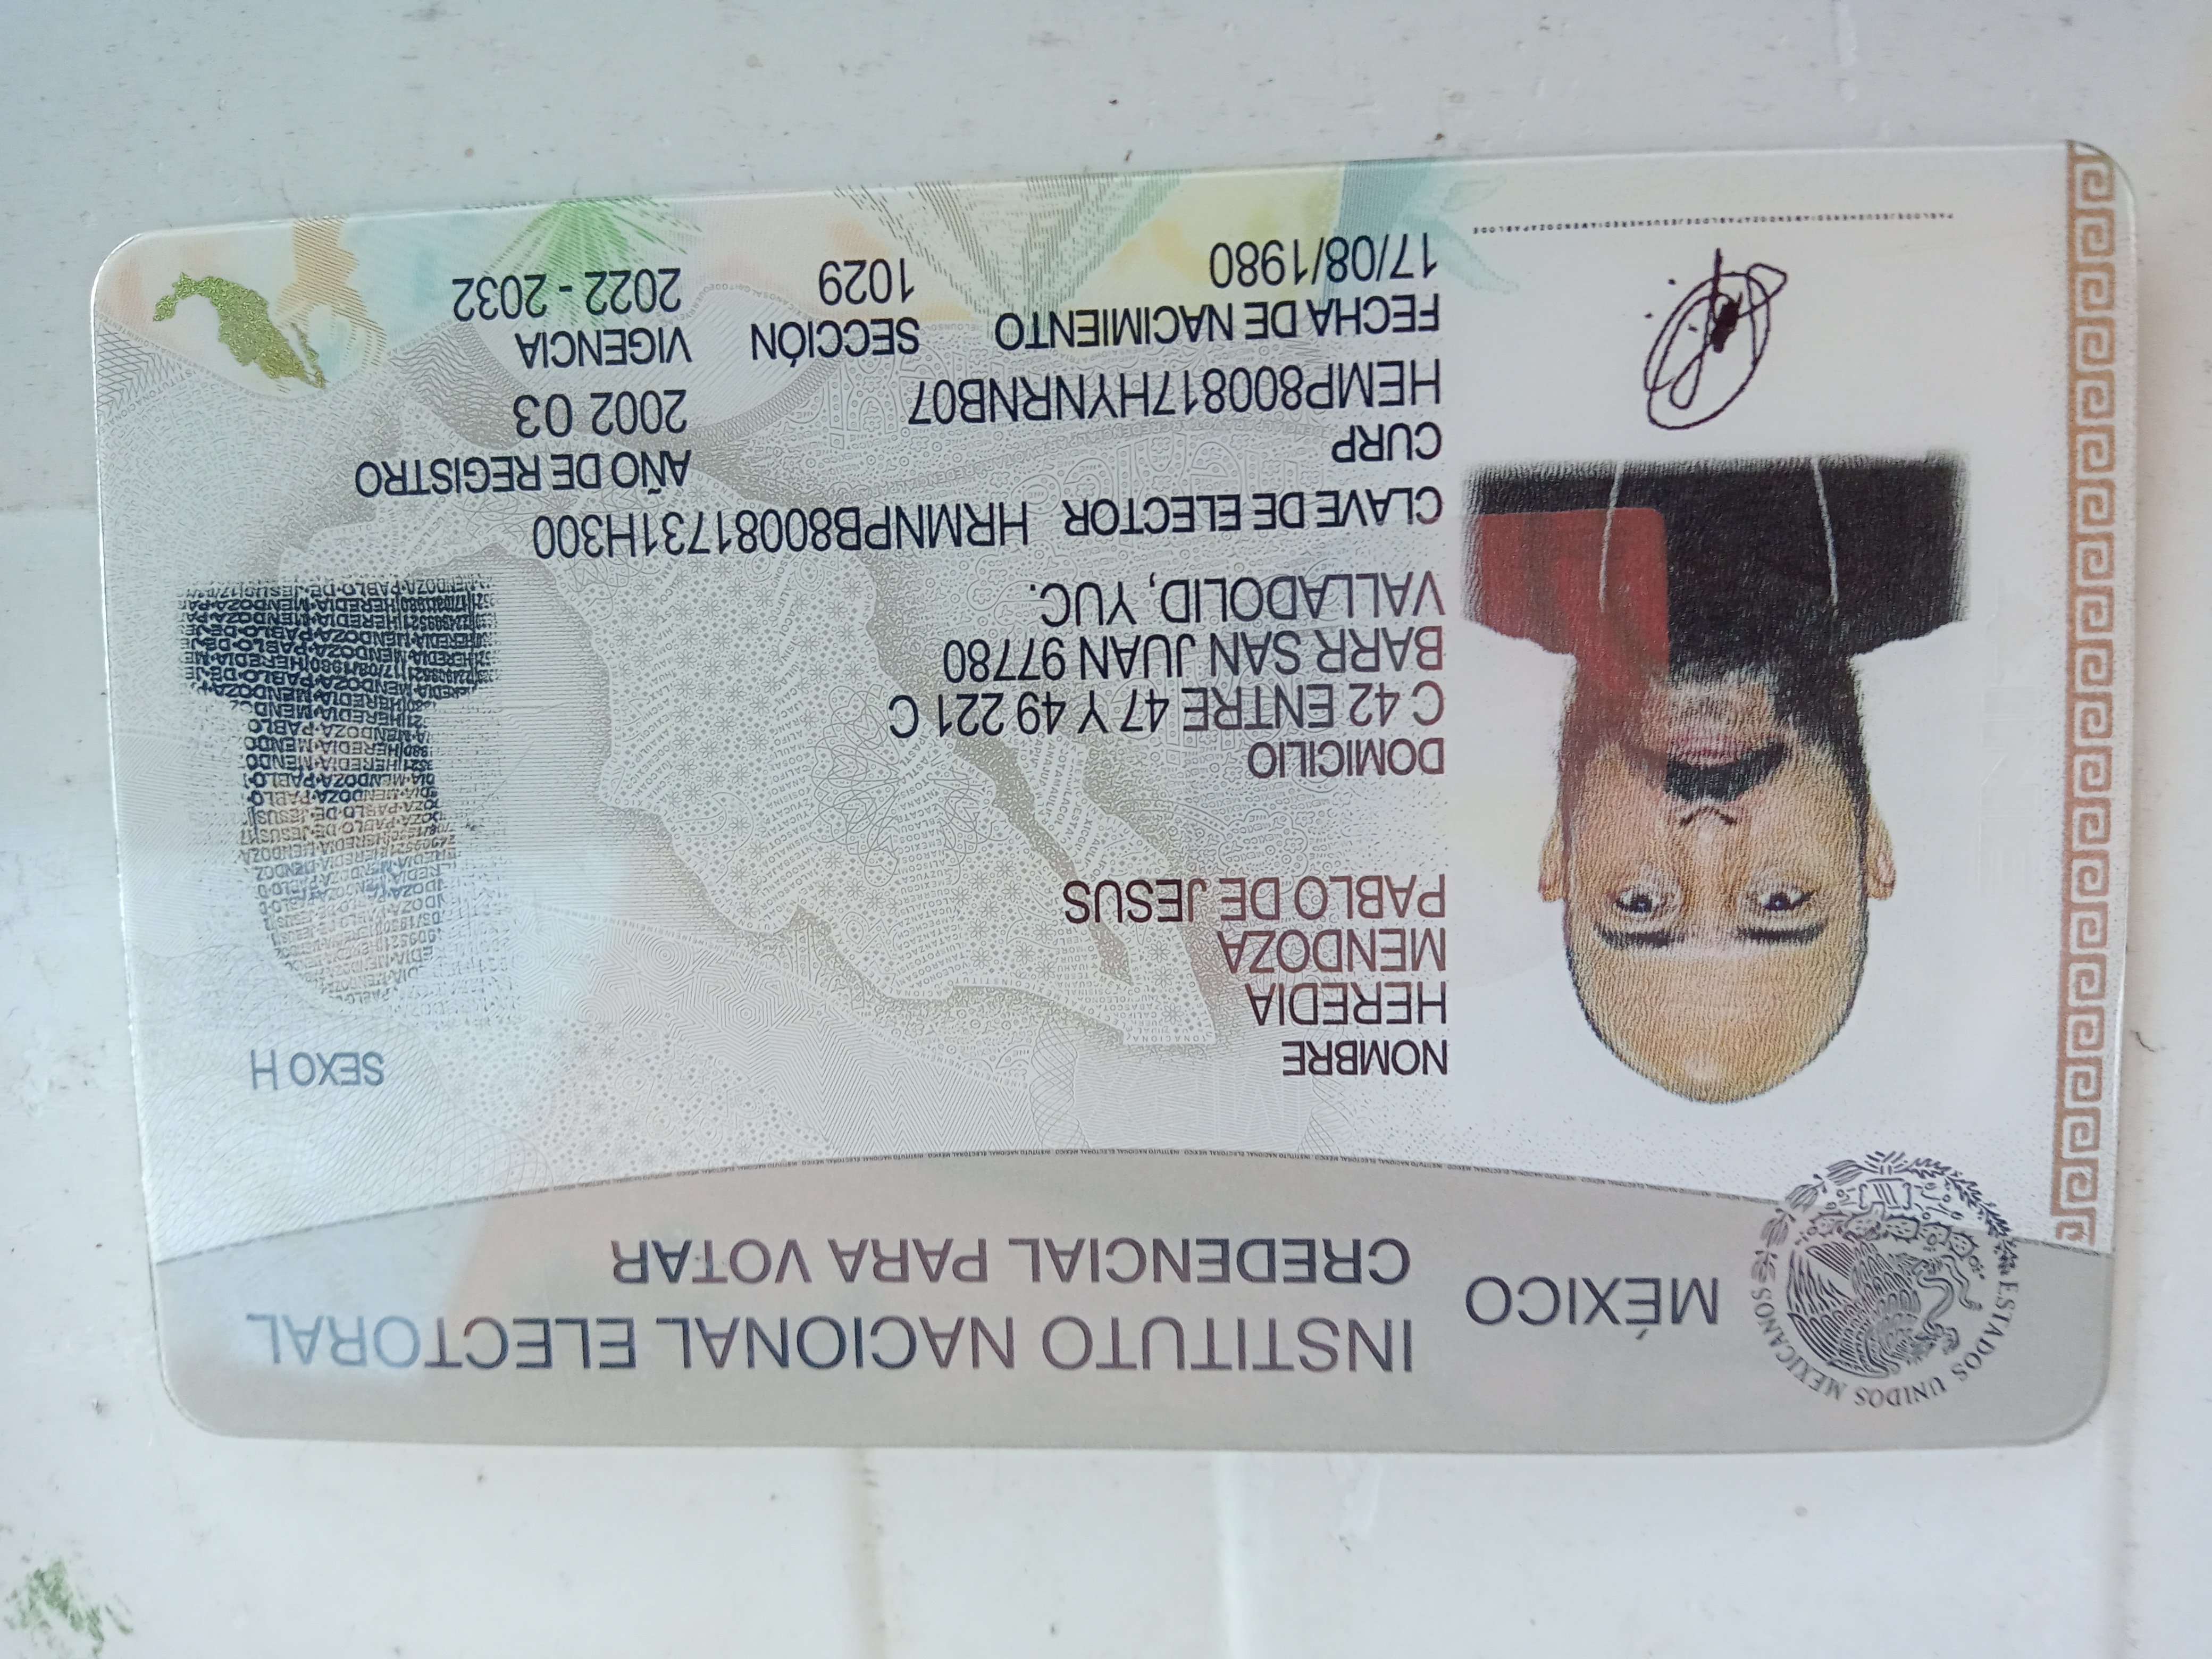 ESTADOS UNIDOS MEXICANOS
MÉXICO
INSTITUTO NACIONAL ELECTORAL
CREDENCIAL PARA VOTAR
NOMBRE
HEREDIA
MENDOZA
PABLO DE JESUS
SEXO H
DOMICILIO
C 42 ENTRE 47 Y 49 221 C
BARR SAN JUAN 97780
VALLADOLID, YUC.
CLAVE DE ELECTOR HRMNPB80081731H300
CURP
HEMP800817HYNRNB07
AÑO DE REGISTRO
2002 03
FECHA DE NACIMIENTO
17/08/1980
SECCIÓN
1029
VIGENCIA
2022 - 2032